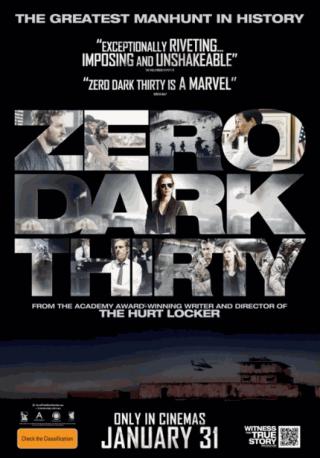 THE GREATEST MANHUNT IN HISTORY
"EXCEPTIONALLY RIVETING...
IMPOSING AND UNSHAKEABLE"
"ZERO DARK THIRTY IS A MARVEL"
ZERO
DARK
THIRTY
FROM THE ACADEMY AWARD-WINNING WRITER AND DIRECTOR OF
THE HURT LOCKER
Check the Classification
ONLY IN CINEMAS
JANUARY 31
WITNESS
THE TRUE
STORY